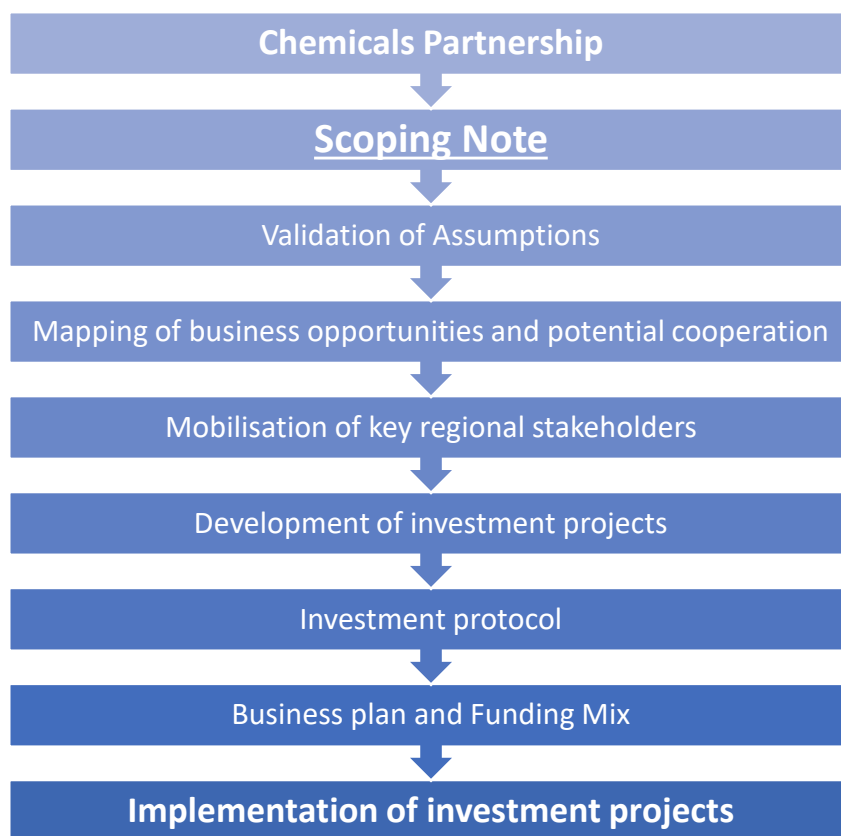 Chemicals Partnership
Scoping Note
Validation of Assumptions
Mapping of business opportunities and potential cooperation
Mobilisation of key regional stakeholders
Development of investment projects
Investment protocol
Business plan and Funding Mix
Implementation of investment projects